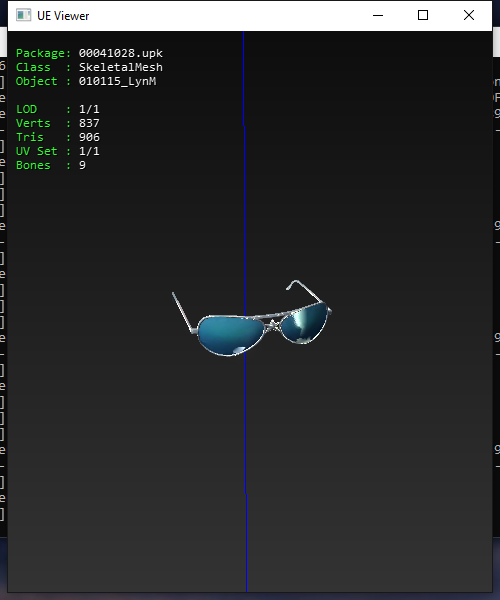 UE Viewer
Package: 00041028.upk
Class  : SkeletalMesh
Object : 010115_LynM
LOD    : 1/1
Verts  : 837
Tris   : 906
UV Set : 1/1
Bones  : 9